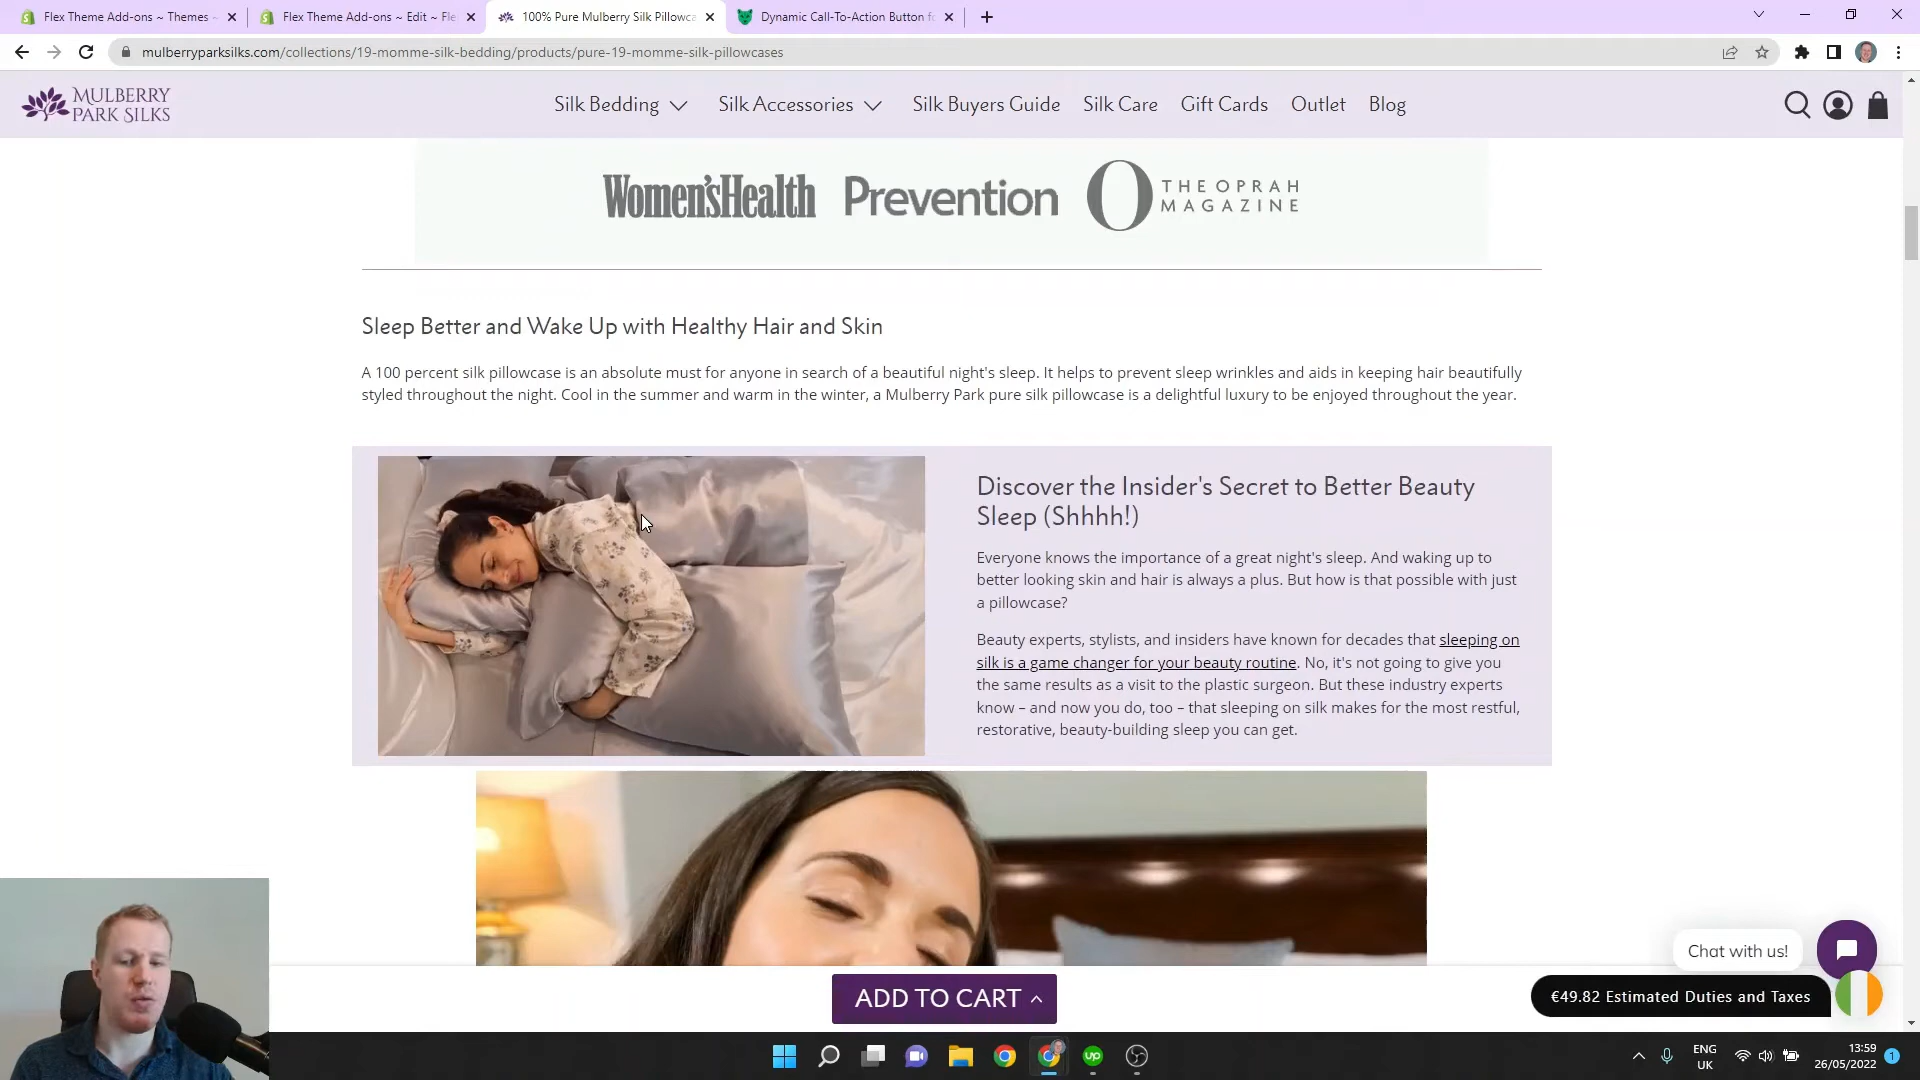 Flex Theme Add-ons ~ Themes ~
Flex Theme Add-ons ~ Edit ~ Fle
100% Pure Mulberry Silk Pillowca
Dynamic Call-To-Action Button fo
mulberryparksilks.com/collections/19-momme-silk-bedding/products/pure-19-momme-silk-pillowcases
MULBERRY
PARK SILKS
Silk Bedding
Silk Accessories
Silk Buyers Guide
Silk Care
Gift Cards
Outlet
Blog
Women'sHealth
Prevention
O THE OPRAH
MAGAZINE
Sleep Better and Wake Up with Healthy Hair and Skin
A 100 percent silk pillowcase is an absolute must for anyone in search of a beautiful night's sleep. It helps to prevent sleep wrinkles and aids in keeping hair beautifully
styled throughout the night. Cool in the summer and warm in the winter, a Mulberry Park pure silk pillowcase is a delightful luxury to be enjoyed throughout the year.
Discover the Insider's Secret to Better Beauty
Sleep (Shhhh!)
Everyone knows the importance of a great night's sleep. And waking up to
better looking skin and hair is always a plus. But how is that possible with just
a pillowcase?
Beauty experts, stylists, and insiders have known for decades that sleeping on
silk is a game changer for your beauty routine. No, it's not going to give you
the same results as a visit to the plastic surgeon. But these industry experts
know – and now you do, too – that sleeping on silk makes for the most restful,
restorative, beauty-building sleep you can get.
Chat with us!
ADD TO CART
€49.82 Estimated Duties and Taxes
up
ENG
UK
13:59
26/05/2022
1